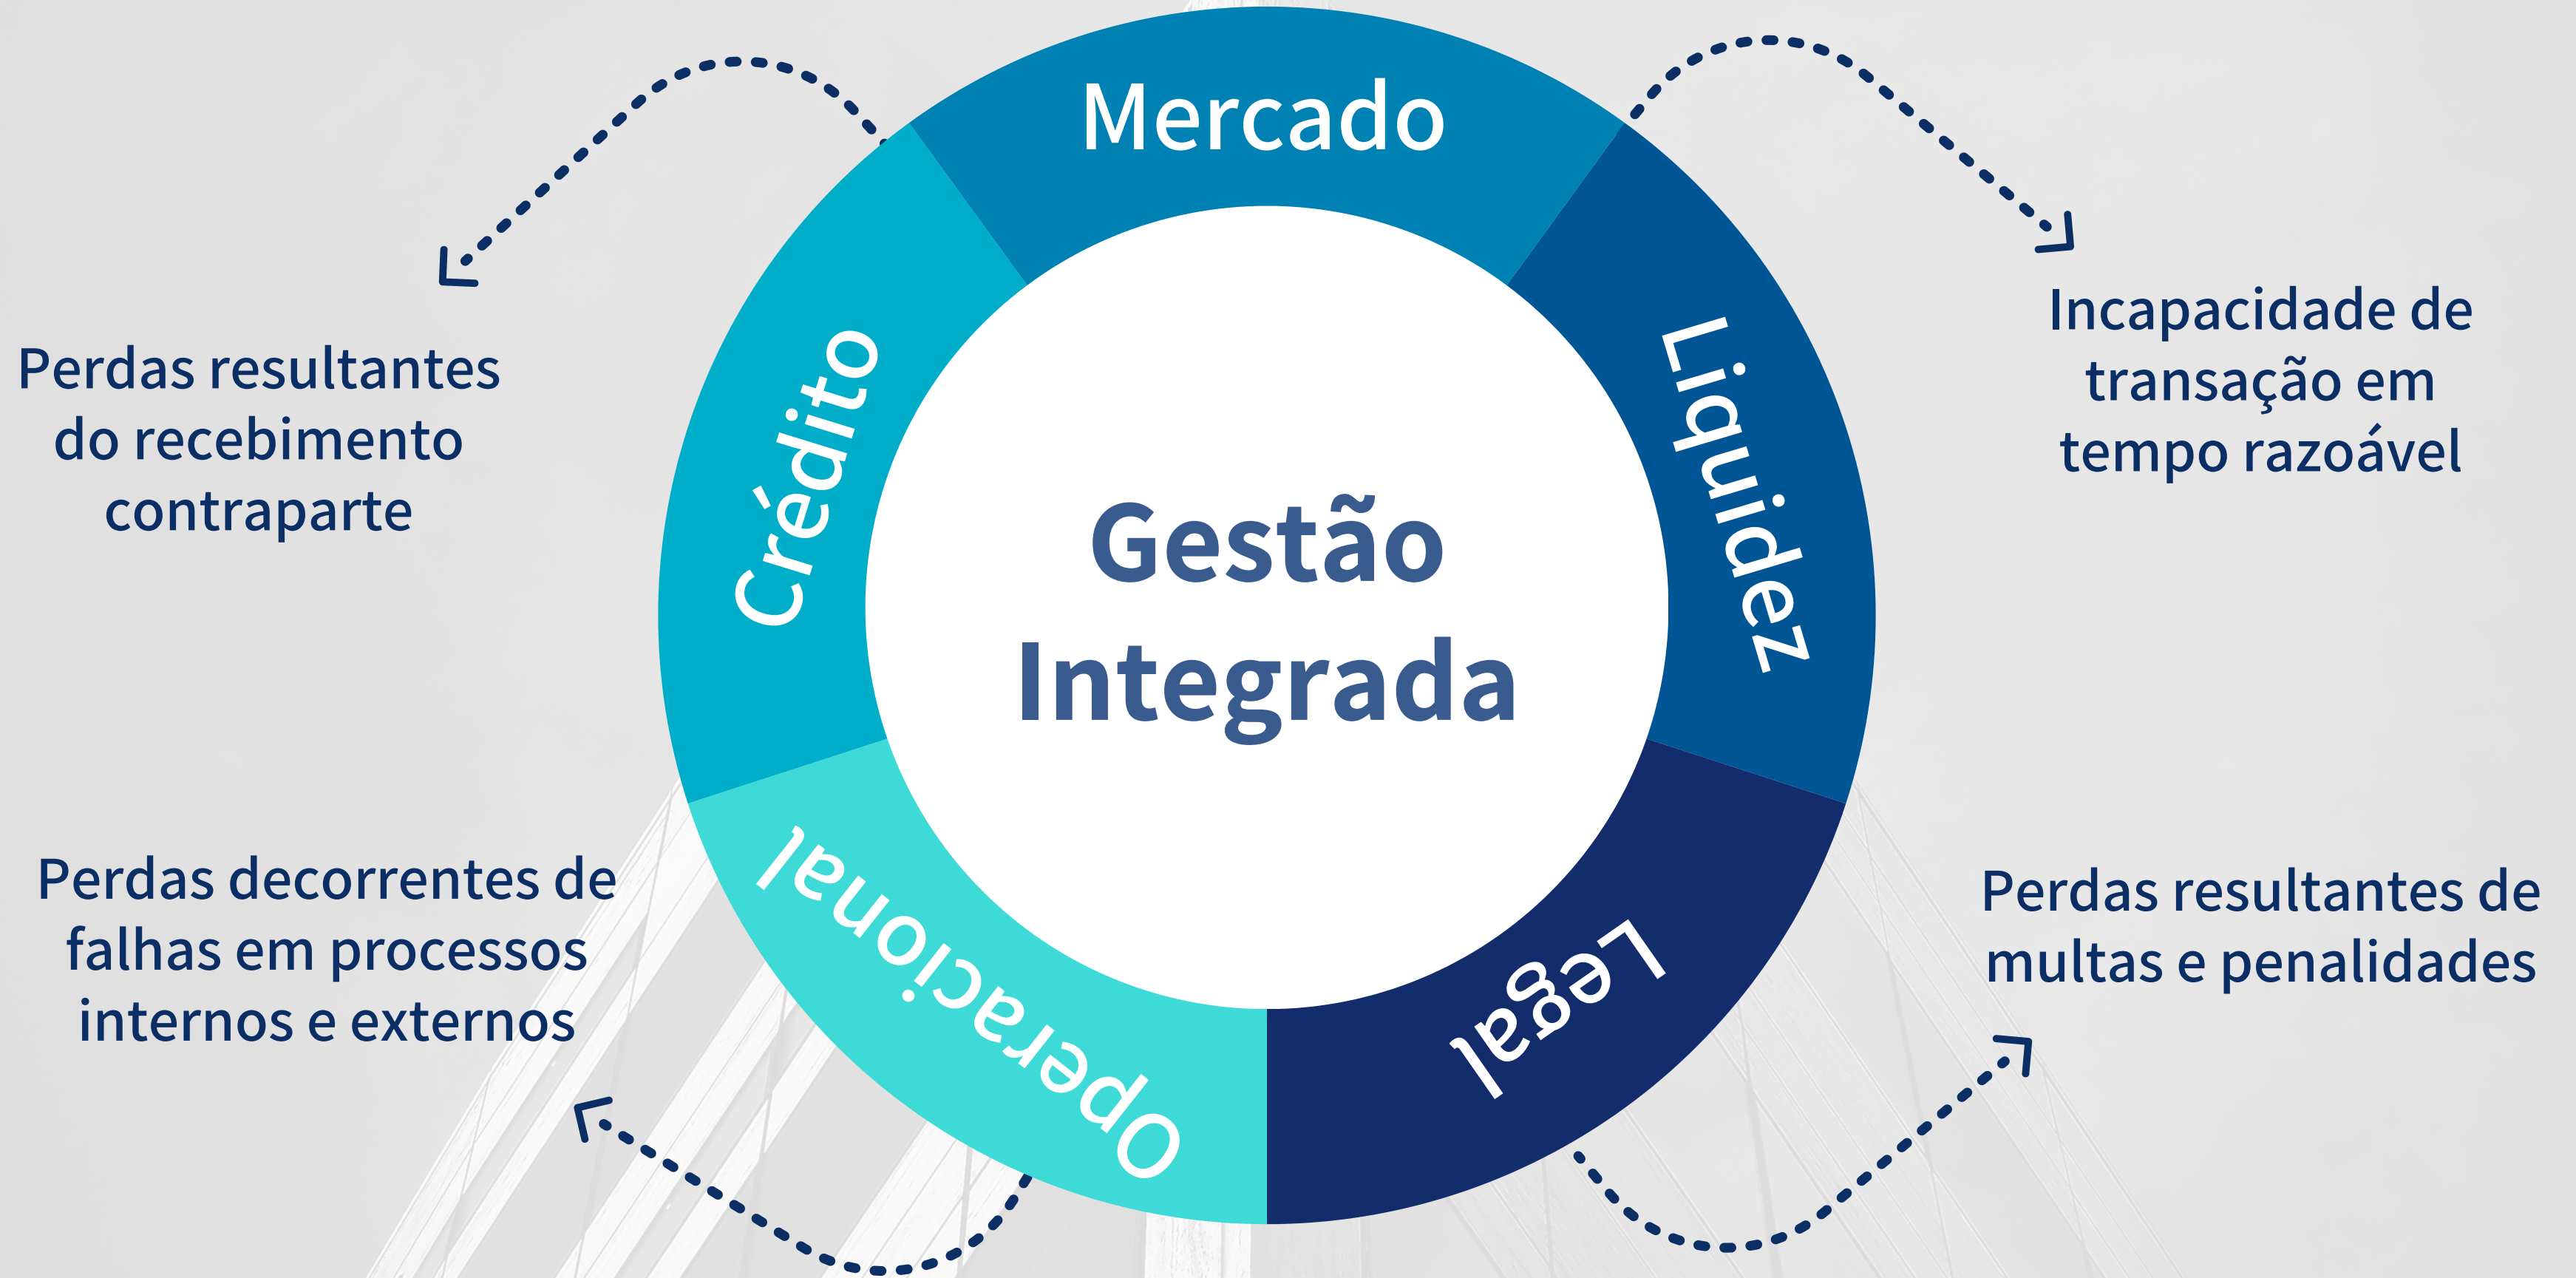 Mercado
Crédito
Liquidez
Operacional
Legal
Gestão
Integrada
Perdas resultantes
do recebimento
contraparte
Incapacidade de
transação em
tempo razoável
Perdas decorrentes de
falhas em processos
internos e externos
Perdas resultantes de
multas e penalidades